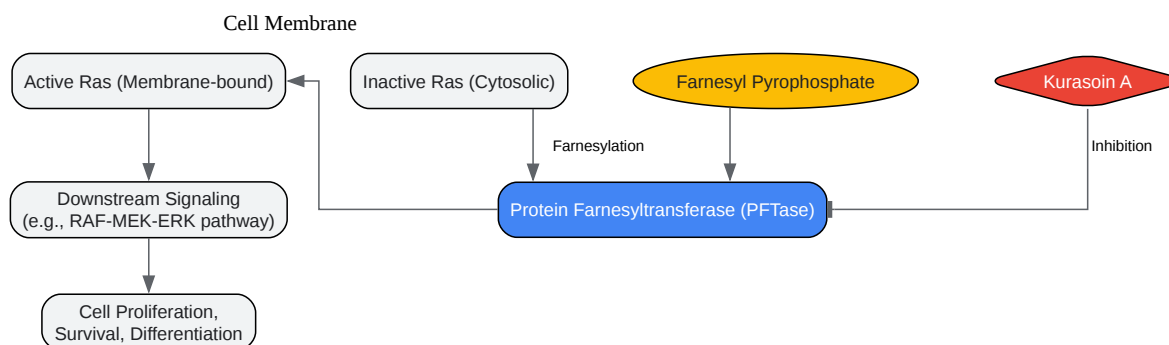 Cell Membrane
Active Ras (Membrane-bound)
Inactive Ras (Cytosolic)
Farnesyl Pyrophosphate
Kurasoin A
Farnesylation
Inhibition
Downstream Signaling
(e.g., RAF-MEK-ERK pathway)
Protein Farnesyltransferase (PFTase)
Cell Proliferation,
Survival, Differentiation